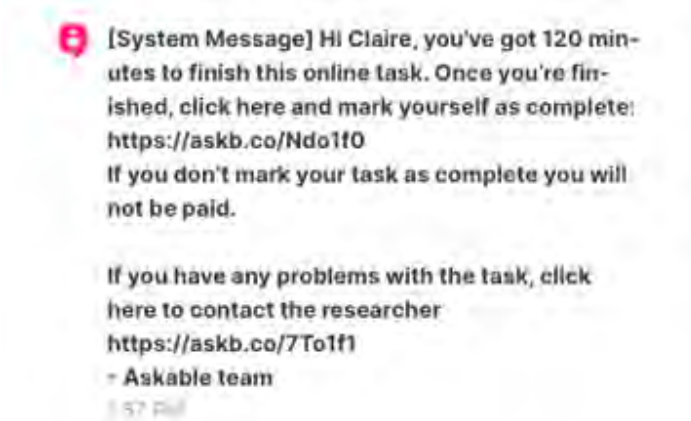 [System Message] Hi Claire, you've got 120 min-
utes to finish this online task. Once you're fin-
ished, click here and mark yourself as complete:
https://askb.co/Ndo1f0
If you don't mark your task as complete you will
not be paid.
If you have any problems with the task, click
here to contact the researcher
https://askb.co/7To1f1
- Askable team